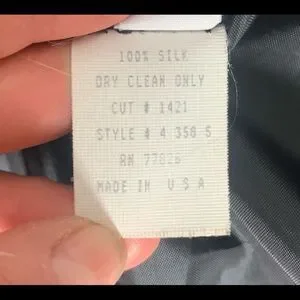 100% SILK
DRY CLEAN ONLY
CUT # 1421
STYLE # 4 358 S
RN 77826
MADE IN U S A